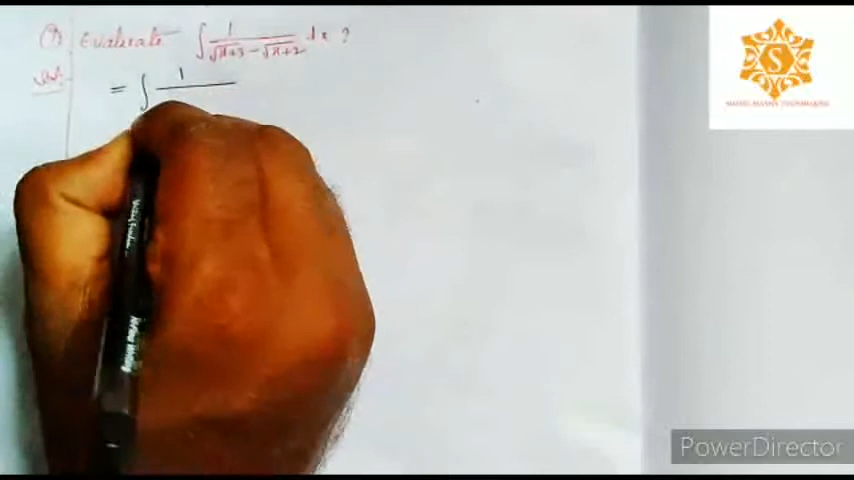 Q) Evaluate ∫ 1/(√x+3 − √x+2) dx ?
Sol:
= ∫ 1
S
PowerDirector